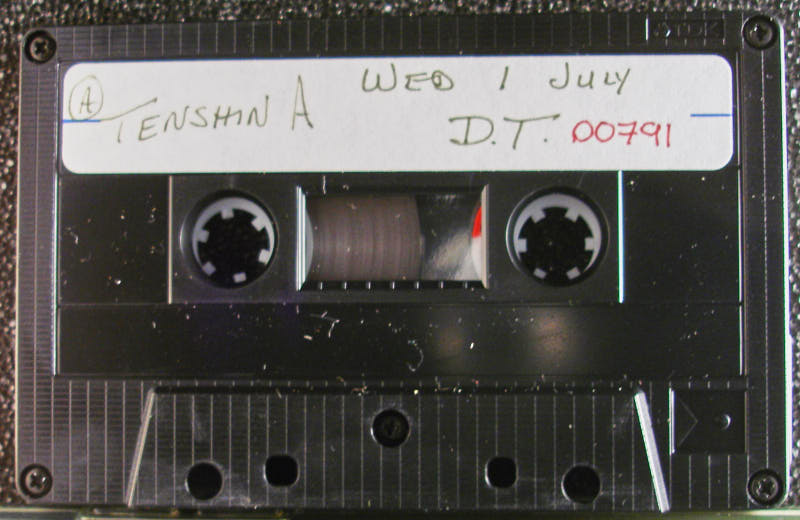 TDK
A WED 1 JULY
TENSHIN A
D.T. 00791